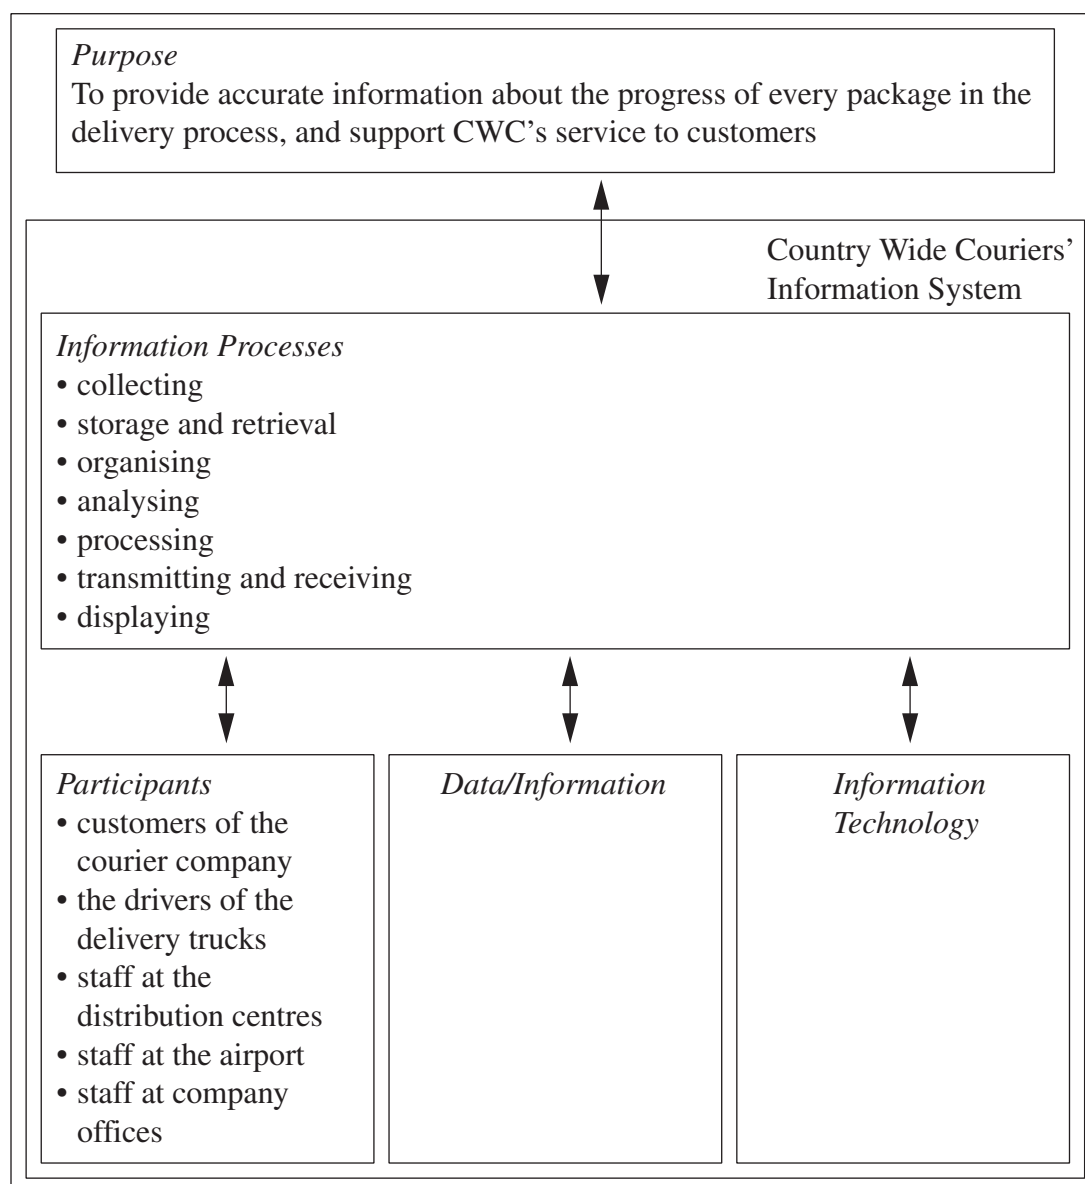 Purpose
To provide accurate information about the progress of every package in the
delivery process, and support CWC’s service to customers
Country Wide Couriers’
Information System
Information Processes
• collecting
• storage and retrieval
• organising
• analysing
• processing
• transmitting and receiving
• displaying
Participants
• customers of the
courier company
• the drivers of the
delivery trucks
• staff at the
distribution centres
• staff at the airport
• staff at company
offices
Data/Information
Information
Technology